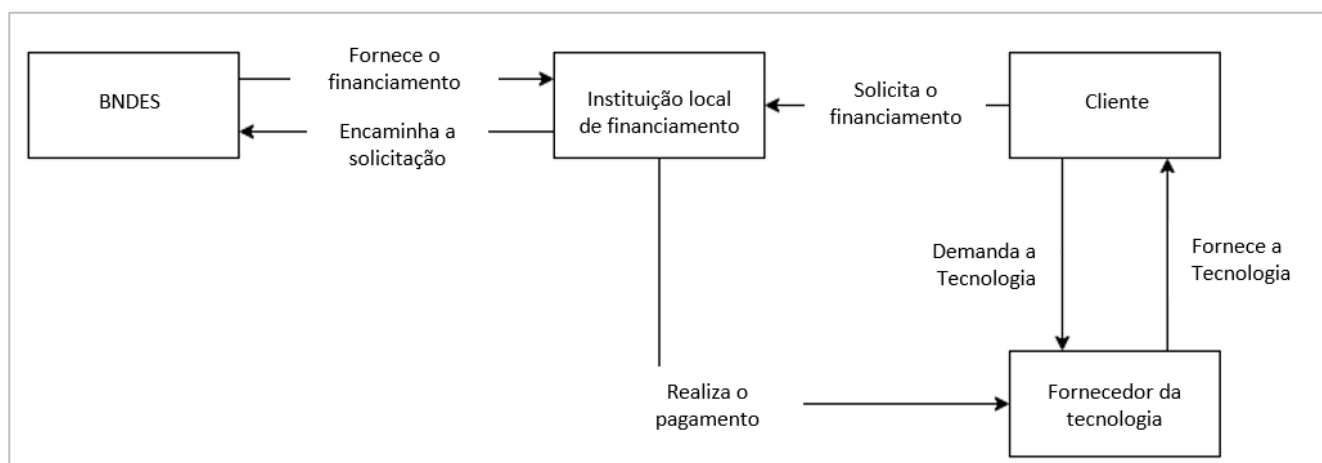 BNDES
Fornece o
financiamento
Encaminha a
solicitação
Instituição local
de financiamento
Solicita o
financiamento
Cliente
Demanda a
Tecnologia
Fornece a
Tecnologia
Realiza o
pagamento
Fornecedor da
tecnologia